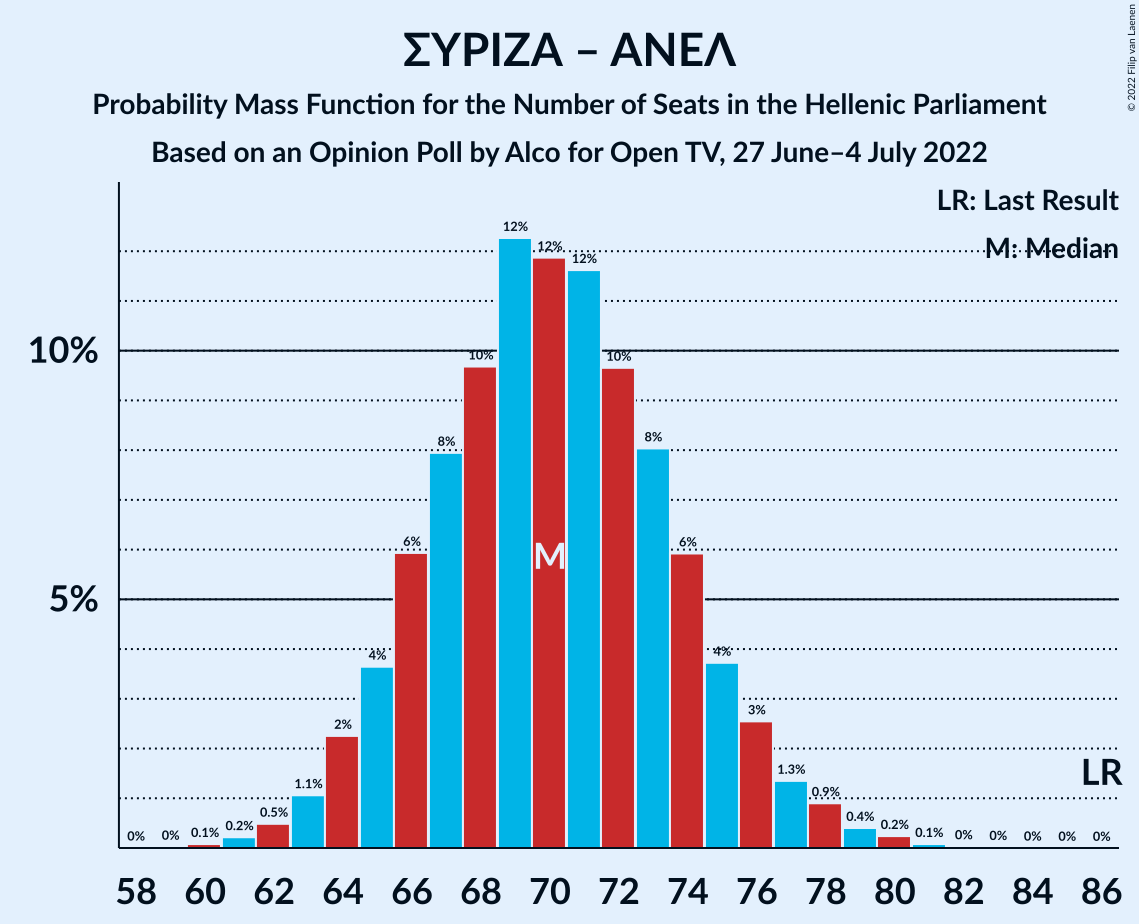 ΣΥΡΙΖΑ – ΑΝΕΛ
Probability Mass Function for the Number of Seats in the Hellenic Parliament
Based on an Opinion Poll by Alco for Open TV, 27 June–4 July 2022
© 2022 Filip van Laenen
LR: Last Result
M: Median
10%
5%
0% 0% 0.1% 0.2% 0.5% 1.1% 2% 4% 6% 8% 10% 12% 12% 12% 10% 8% 6% 4% 3% 1.3% 0.9% 0.4% 0.2% 0.1% 0% 0% 0% 0% 0%
M
LR
58 60 62 64 66 68 70 72 74 76 78 80 82 84 86